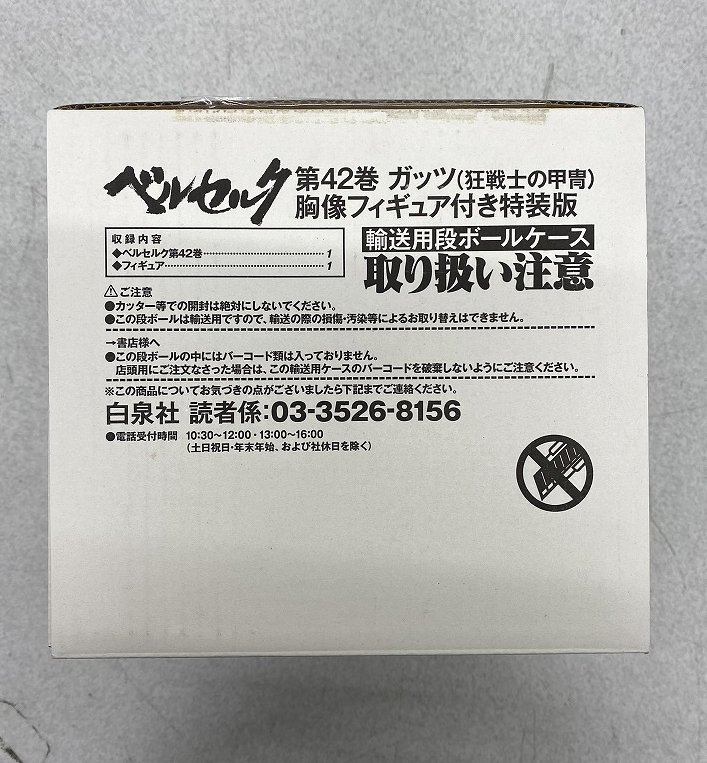 ベルセルク 第42巻 ガッツ(狂戦士の甲冑)
胸像フィギュア付き特装版
収録内容
◆ベルセルク第42巻……………………………1
◆フィギュア……………………………………1
輸送用段ボールケース
取り扱い注意
⚠ご注意
●カッター等での開封は絶対にしないでください。
●この段ボールは輸送用ですので、輸送の際の損傷・汚染等によるお取り替えはできません。
→書店様へ
●この段ボールの中にはバーコード類は入っておりません。
店頭用にご注文なさった場合は、この輸送用ケースのバーコードを破棄しないようにご注意ください。
※この商品についてお気づきの点がございましたら下記までご連絡ください。
白泉社 読者係:03-3526-8156
●電話受付時間 10:30〜12:00・13:00〜16:00
(土日祝日・年末年始、および社休日を除く)